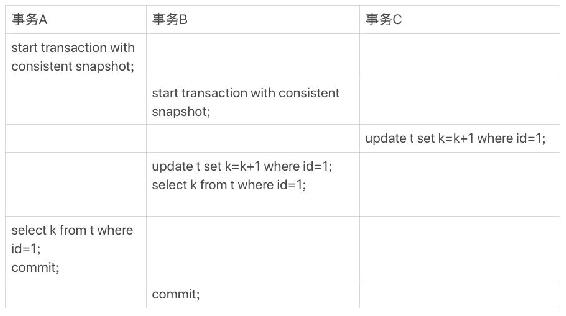 事务A
事务B
事务C
start transaction with
consistent snapshot;
start transaction with consistent
snapshot;
update t set k=k+1 where id=1;
update t set k=k+1 where id=1;
select k from t where id=1;
select k from t where
id=1;
commit;
commit;